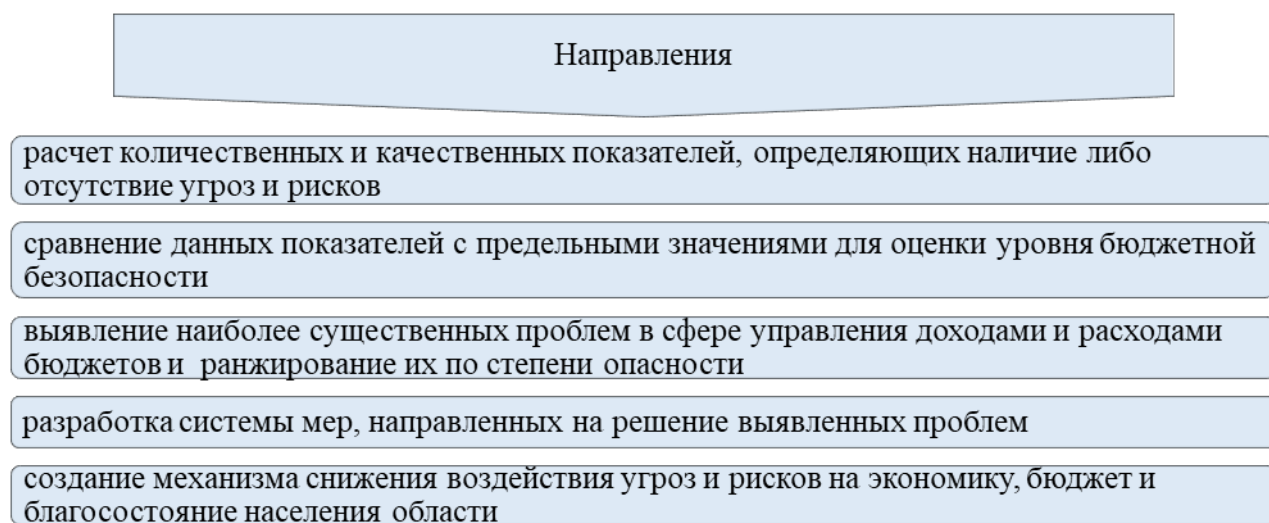 Направления
расчет количественных и качественных показателей, определяющих наличие либо
отсутствие угроз и рисков
сравнение данных показателей с предельными значениями для оценки уровня бюджетной
безопасности
выявление наиболее существенных проблем в сфере управления доходами и расходами
бюджетов и ранжирование их по степени опасности
разработка системы мер, направленных на решение выявленных проблем
создание механизма снижения воздействия угроз и рисков на экономику, бюджет и
благосостояние населения области